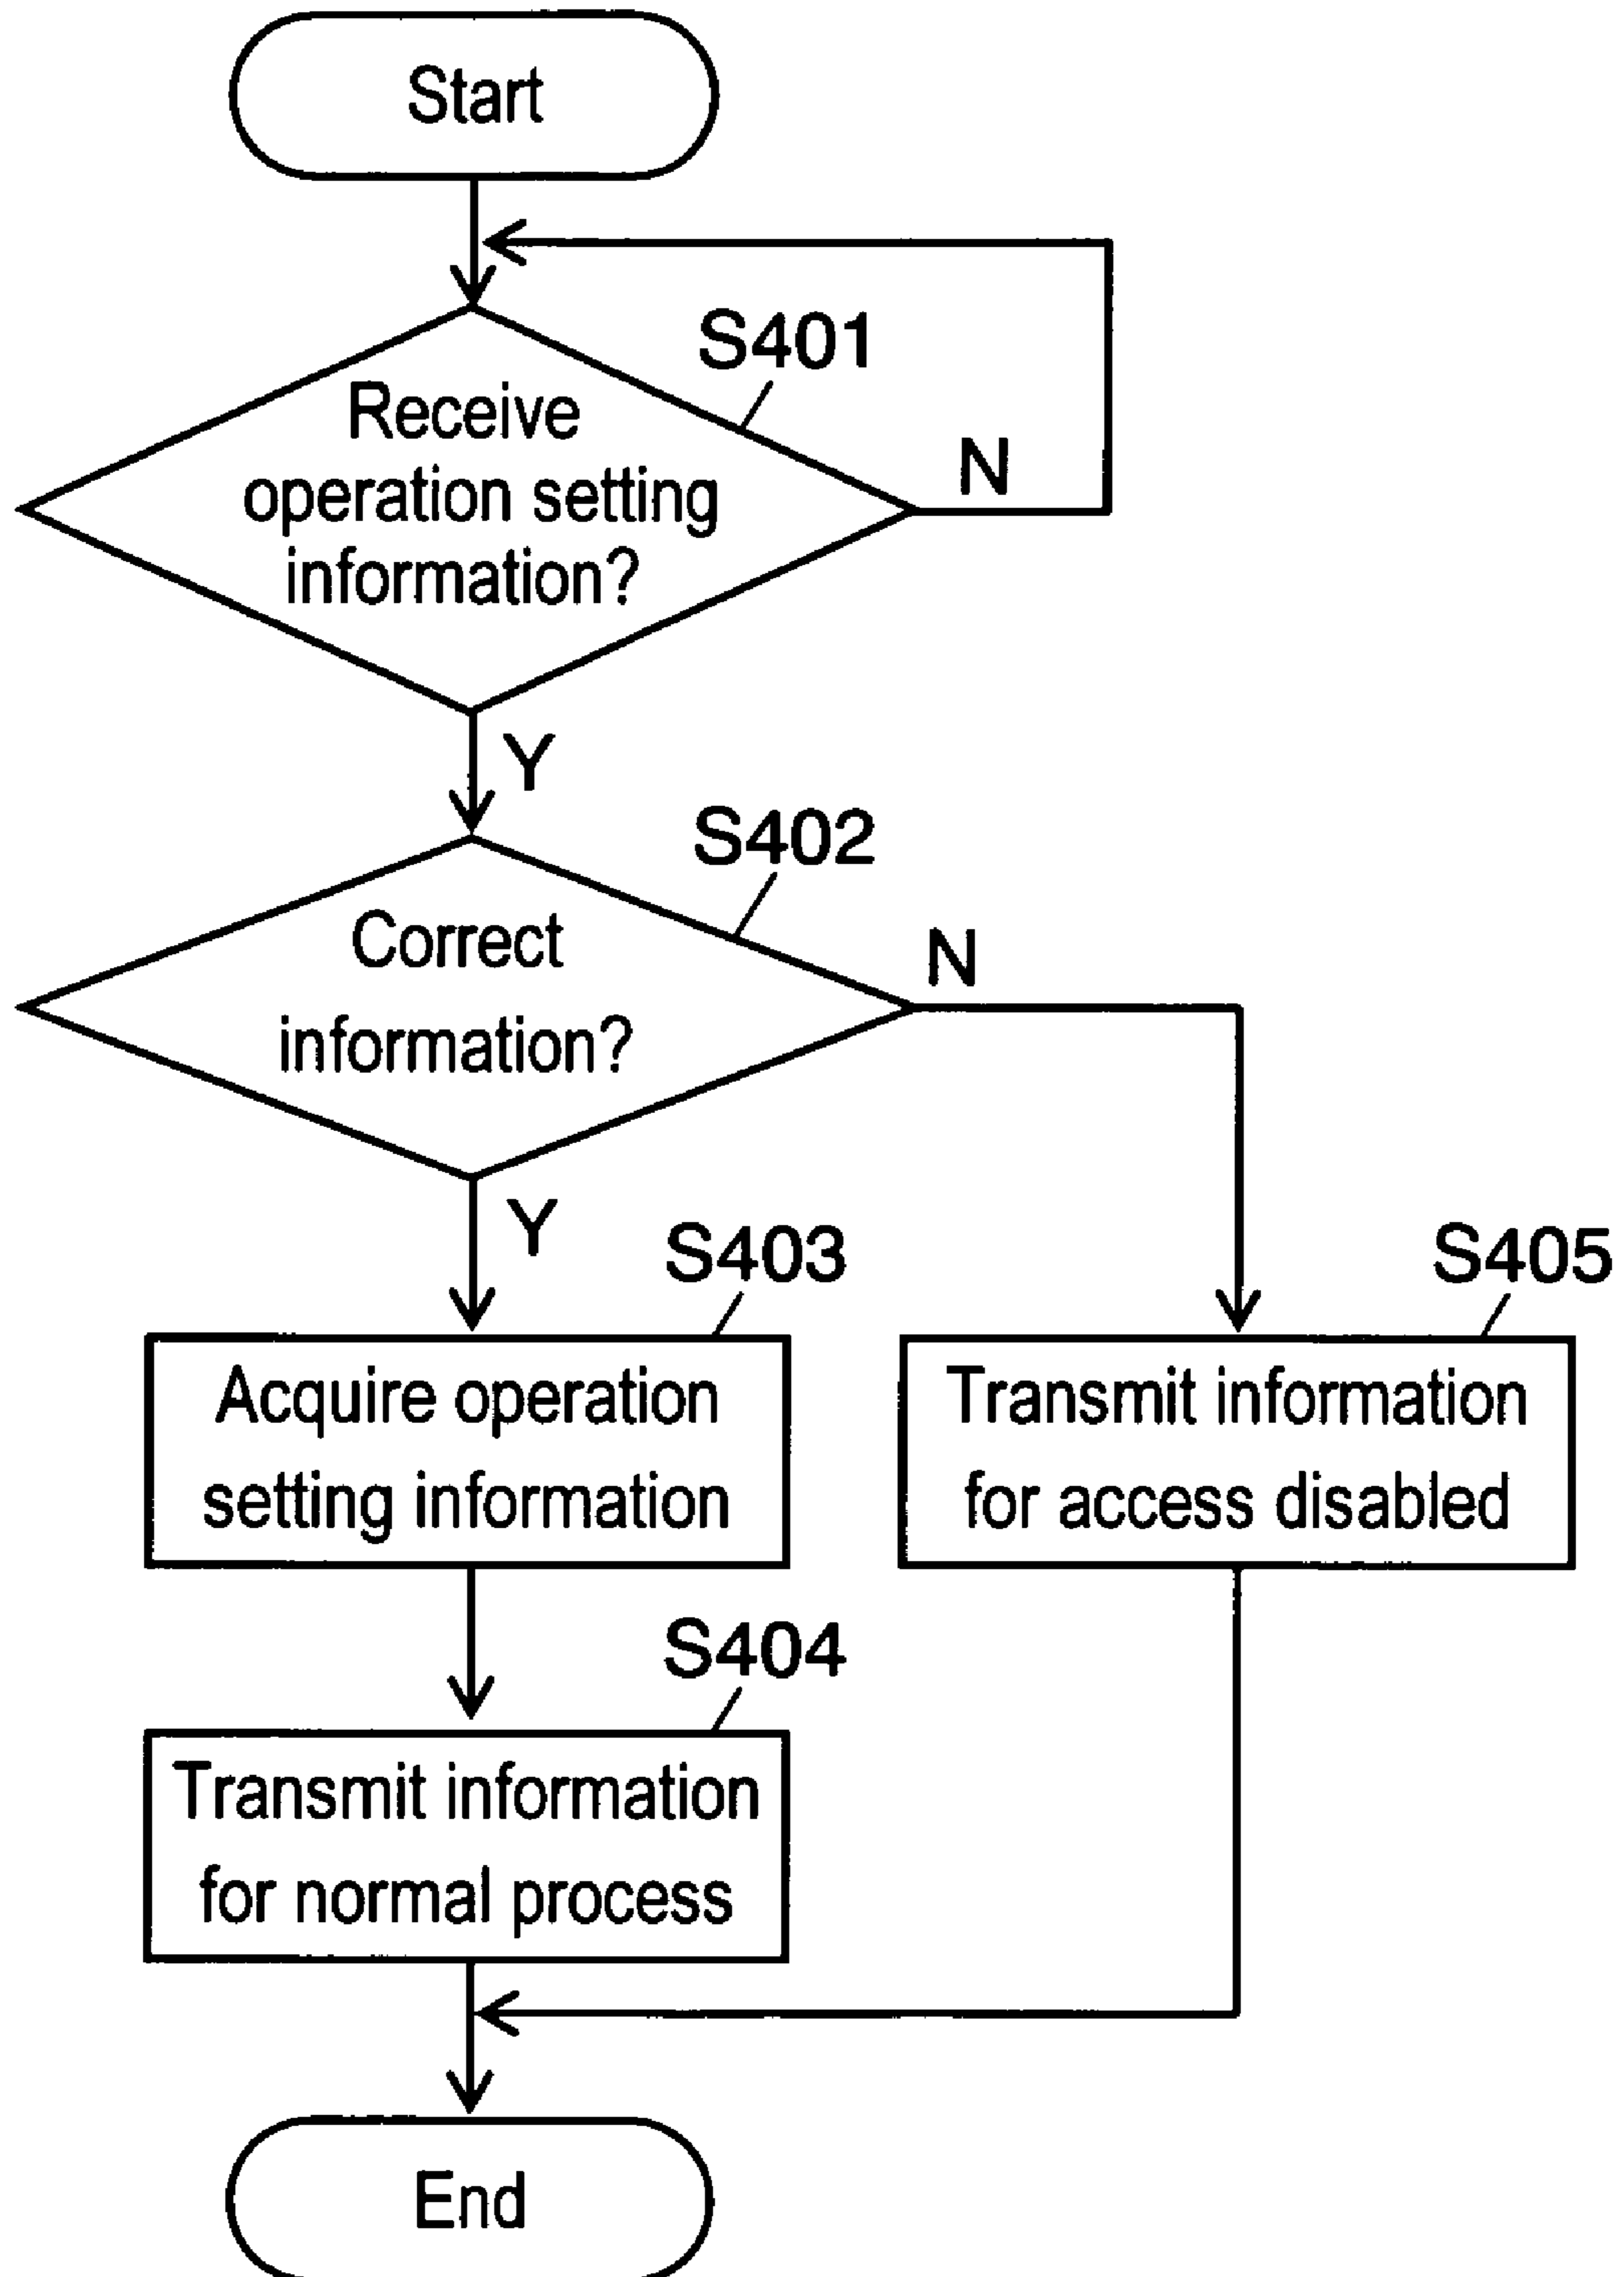 Start
S401
Receive
operation setting
information?
N
Y
S402
Correct
information?
N
Y
S403
S405
Acquire operation
setting information
Transmit information
for access disabled
S404
Transmit information
for normal process
End